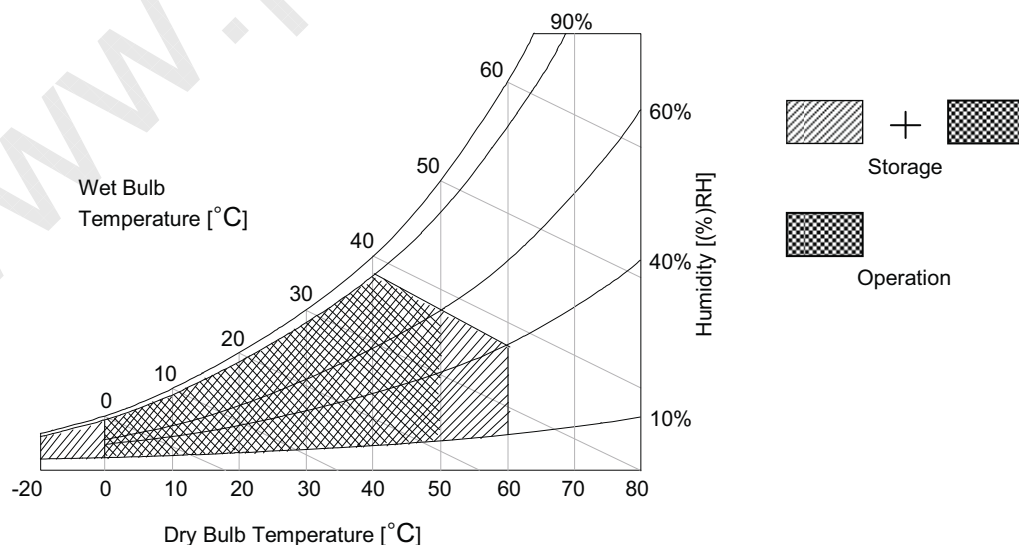 90%
60
60%
50
Wet Bulb
Temperature [°C]
40
30
20
10
0
Humidity [(%)RH]
40%
10%
-20 0 10 20 30 40 50 60 70 80
Dry Bulb Temperature [°C]
+
Storage
Operation